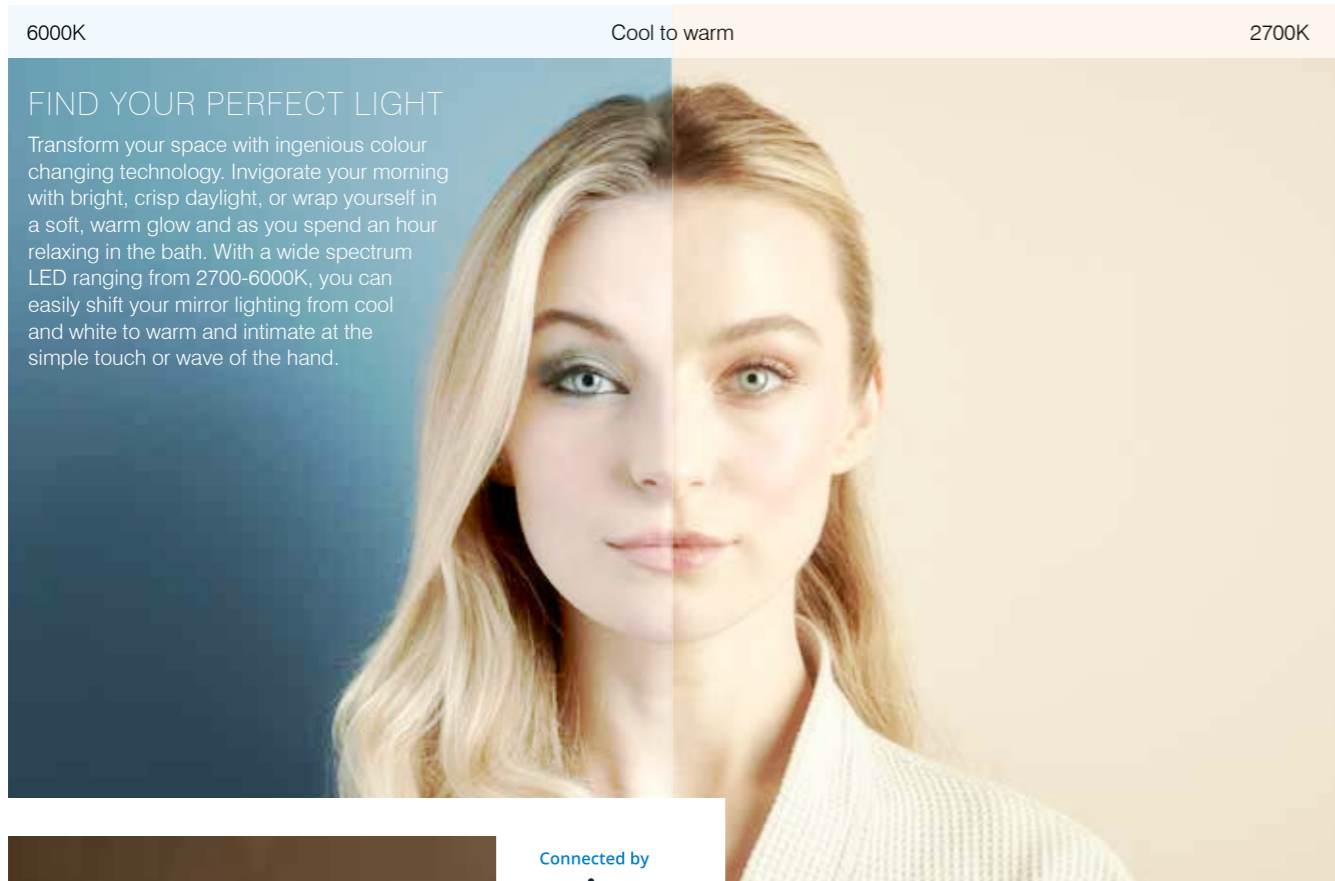 6000K
Cool to warm
2700K
FIND YOUR PERFECT LIGHT
Transform your space with ingenious colour
changing technology. Invigorate your morning
with bright, crisp daylight, or wrap yourself in
a soft, warm glow and as you spend an hour
relaxing in the bath. With a wide spectrum
LED ranging from 2700-6000K, you can
easily shift your mirror lighting from cool
and white to warm and intimate at the
simple touch or wave of the hand.
Connected by